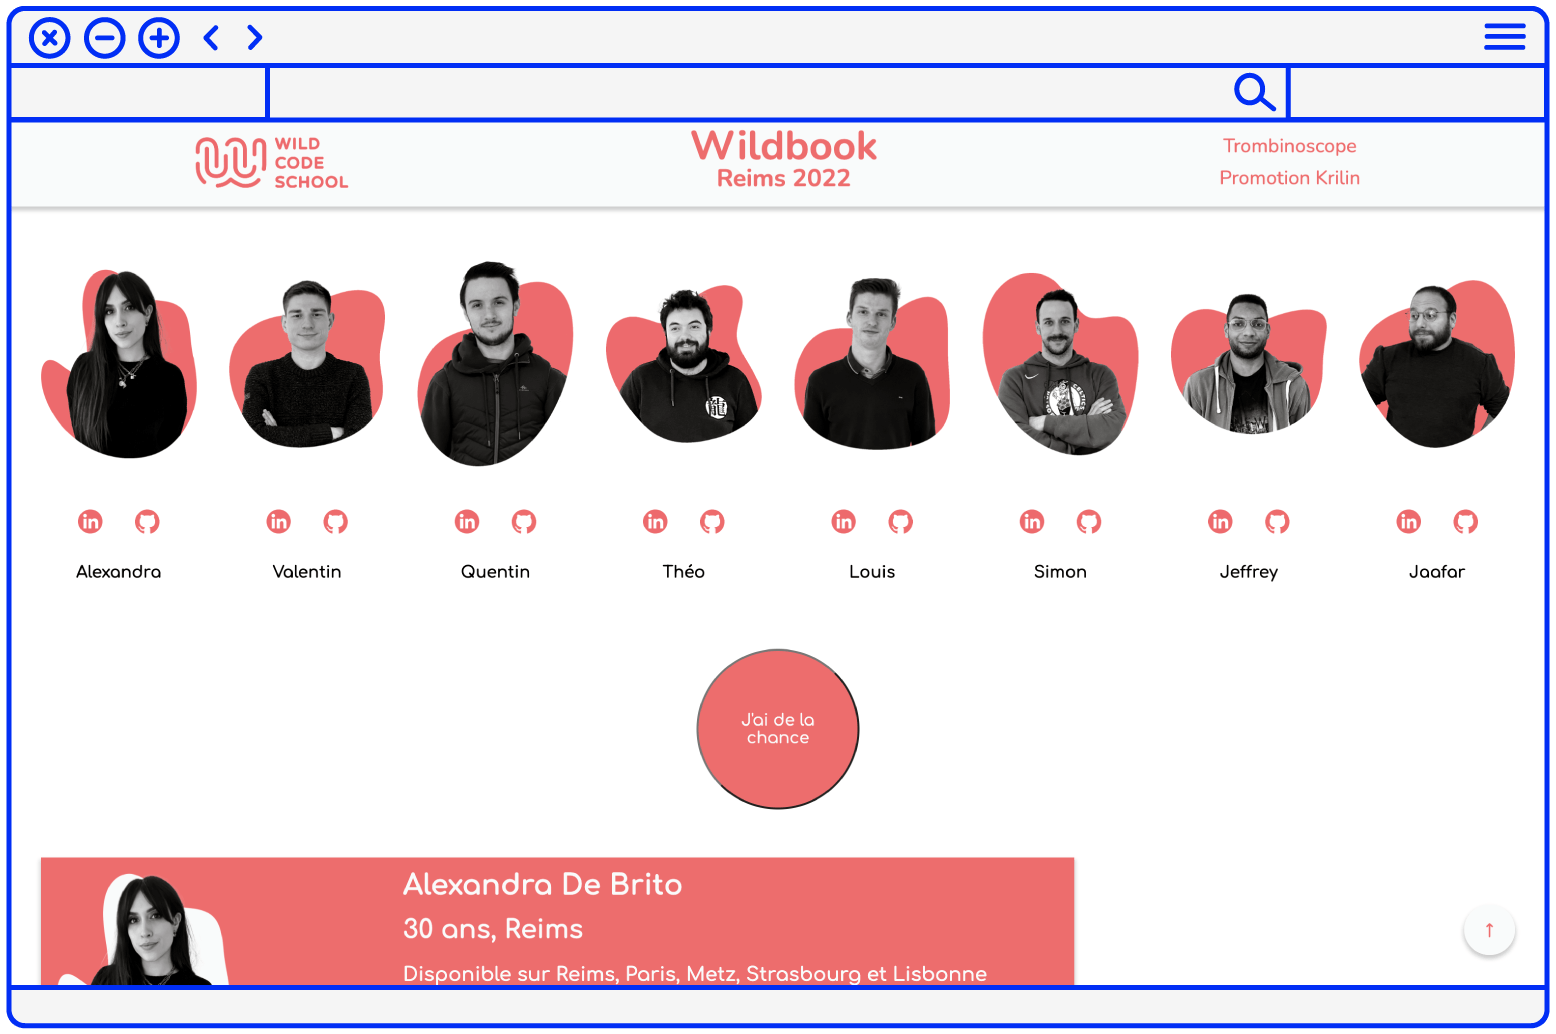 WILD
CODE
SCHOOL
Wildbook
Reims 2022
Trombinoscope
Promotion Krilin
Alexandra
Valentin
Quentin
Théo
Louis
Simon
Jeffrey
Jaafar
J'ai de la
chance
Alexandra De Brito
30 ans, Reims
Disponible sur Reims, Paris, Metz, Strasbourg et Lisbonne